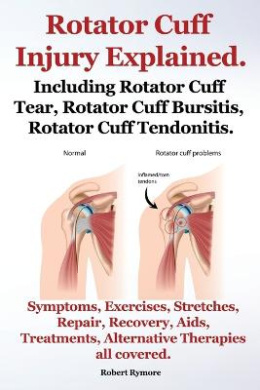 Rotator Cuff
Injury Explained.
Including Rotator Cuff
Tear, Rotator Cuff Bursitis,
Rotator Cuff Tendonitis.
Normal
Rotator cuff problems
Inflamed/torn
tendons
Symptoms, Exercises, Stretches,
Repair, Recovery, Aids,
Treatments, Alternative Therapies
all covered.
Robert Rymore